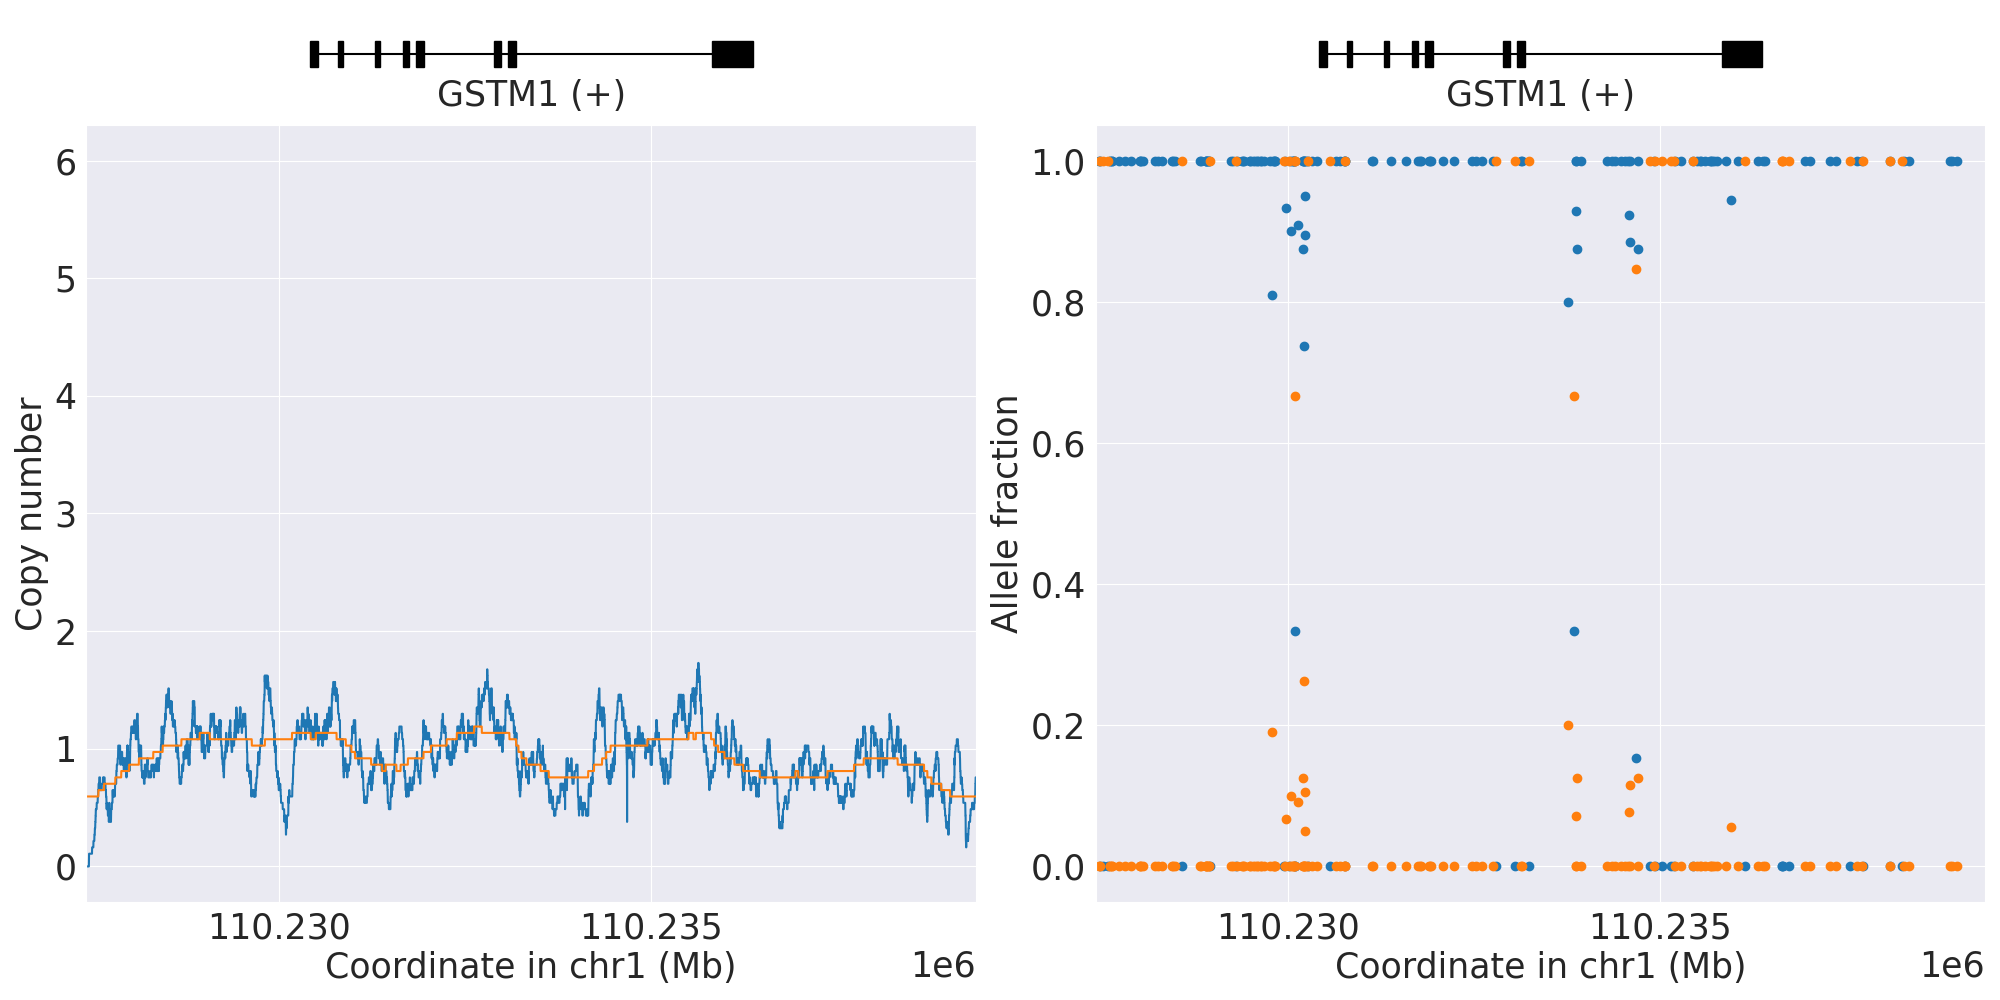 GSTM1 (+)
GSTM1 (+)
Copy number
6
5
4
3
2
1
0
110.230
110.235
Coordinate in chr1 (Mb)
1e6
Allele fraction
1.0
0.8
0.6
0.4
0.2
0.0
110.230
110.235
Coordinate in chr1 (Mb)
1e6